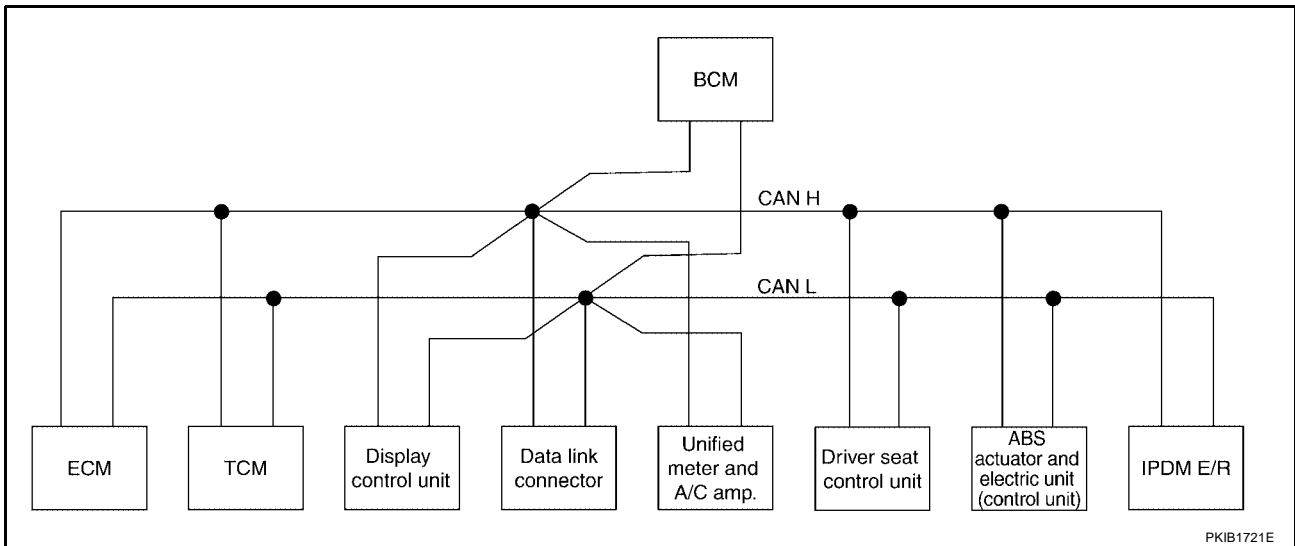 BCM
CAN H
CAN L
ECM
TCM
Display
control unit
Data link
connector
Unified
meter and
A/C amp.
Driver seat
control unit
ABS
actuator and
electric unit
(control unit)
IPDM E/R
PKIB1721E